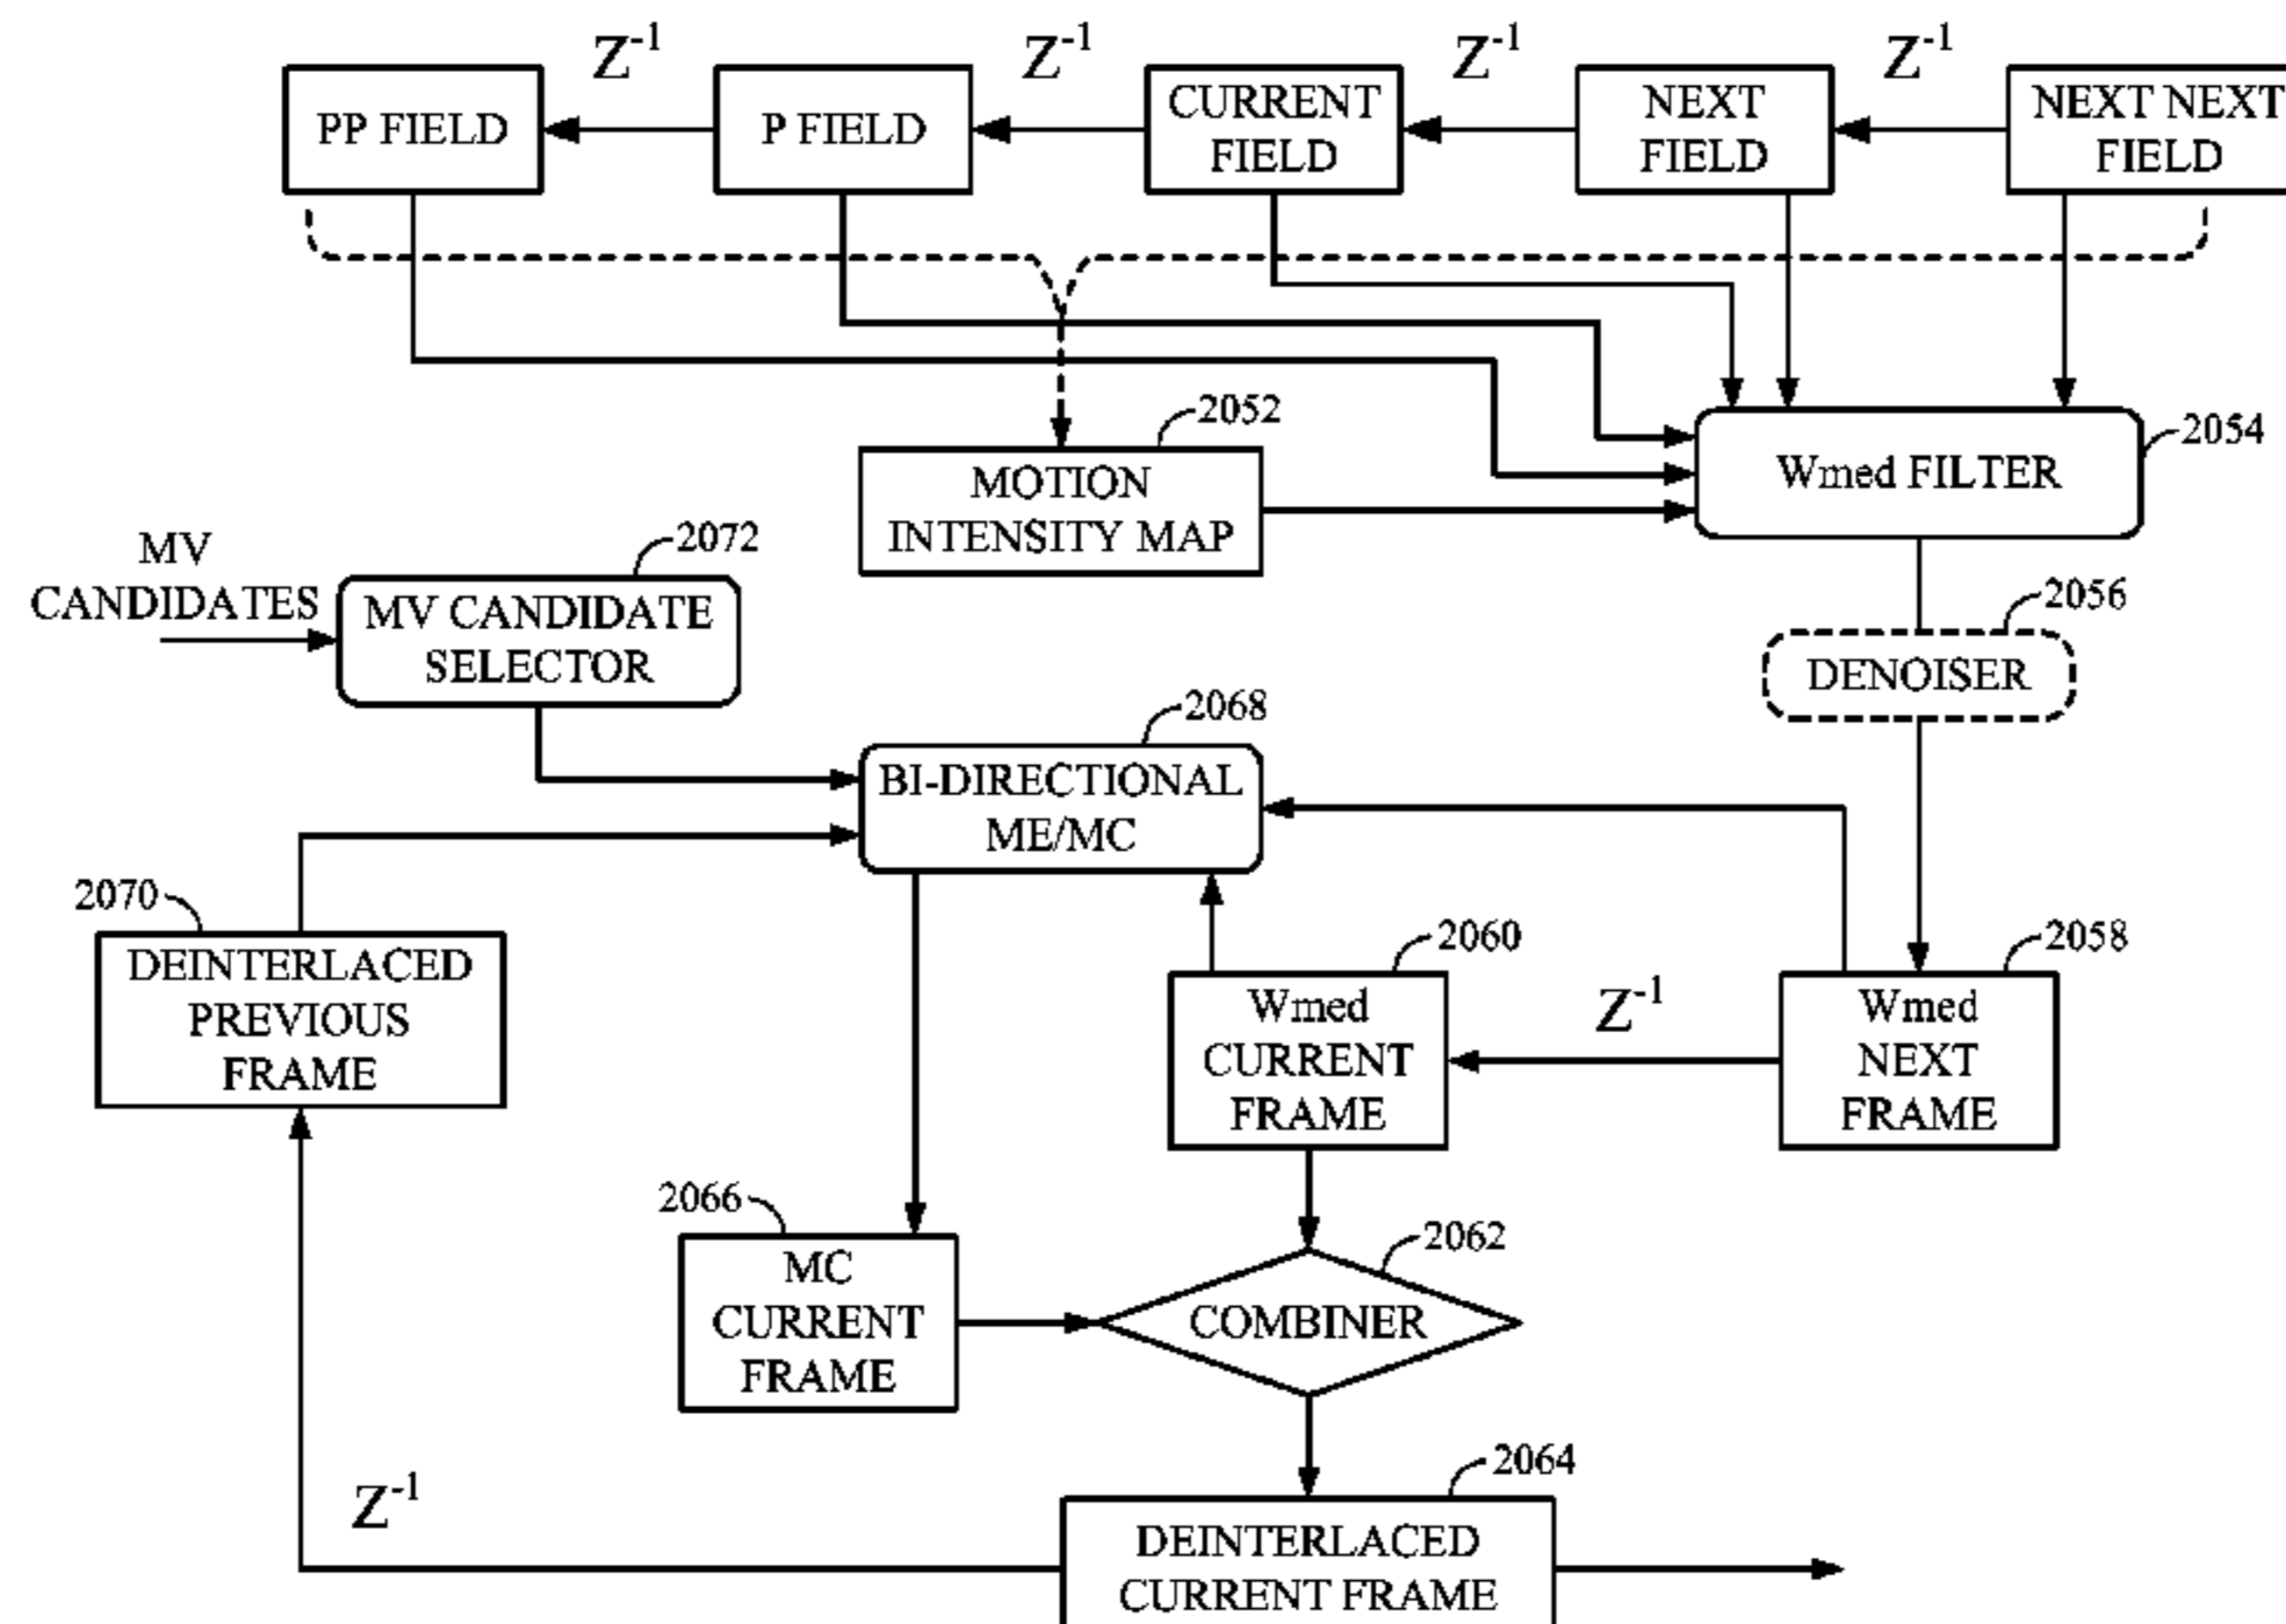 Z-1
Z-1
Z-1
Z-1
PP FIELD
P FIELD
CURRENT
FIELD
NEXT
FIELD
NEXT NEXT
FIELD
2052
MOTION
INTENSITY MAP
2054
Wmed FILTER
MV
CANDIDATES
2072
MV CANDIDATE
SELECTOR
2056
DENOISER
2068
BI-DIRECTIONAL
ME/MC
2070
DEINTERLACED
PREVIOUS
FRAME
2060
Wmed
CURRENT
FRAME
Z-1
2058
Wmed
NEXT
FRAME
2066
MC
CURRENT
FRAME
2062
COMBINER
Z-1
2064
DEINTERLACED
CURRENT FRAME